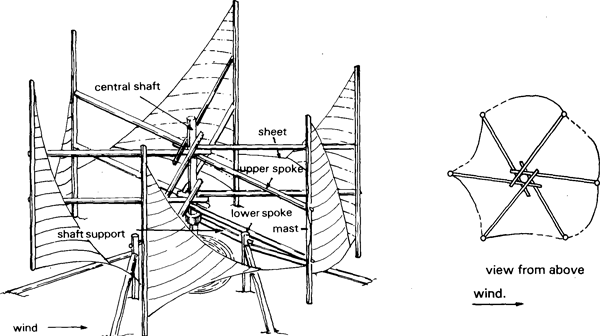 central shaft
sheet
upper spoke
lower spoke
shaft support
mast
wind
view from above
wind.